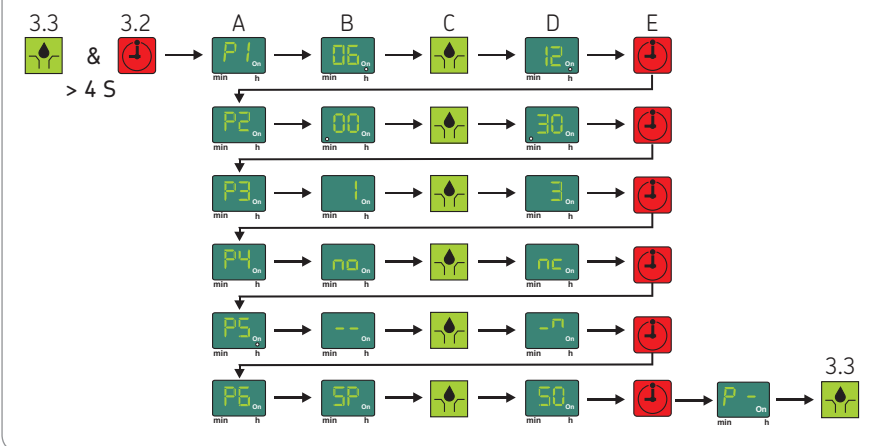 3.3 3.2 A B C D E
& P1 On 06 On 12 On
min h min h min h
> 4 S
P2 On 00 On 30 On
min h min h min h
P3 On 1 On 3 On
min h min h min h
P4 On no On nc On
min h min h min h
P5 On -- On On
min h min h min h
3.3
P6 On SP On SO On P - On
min h min h min h min h